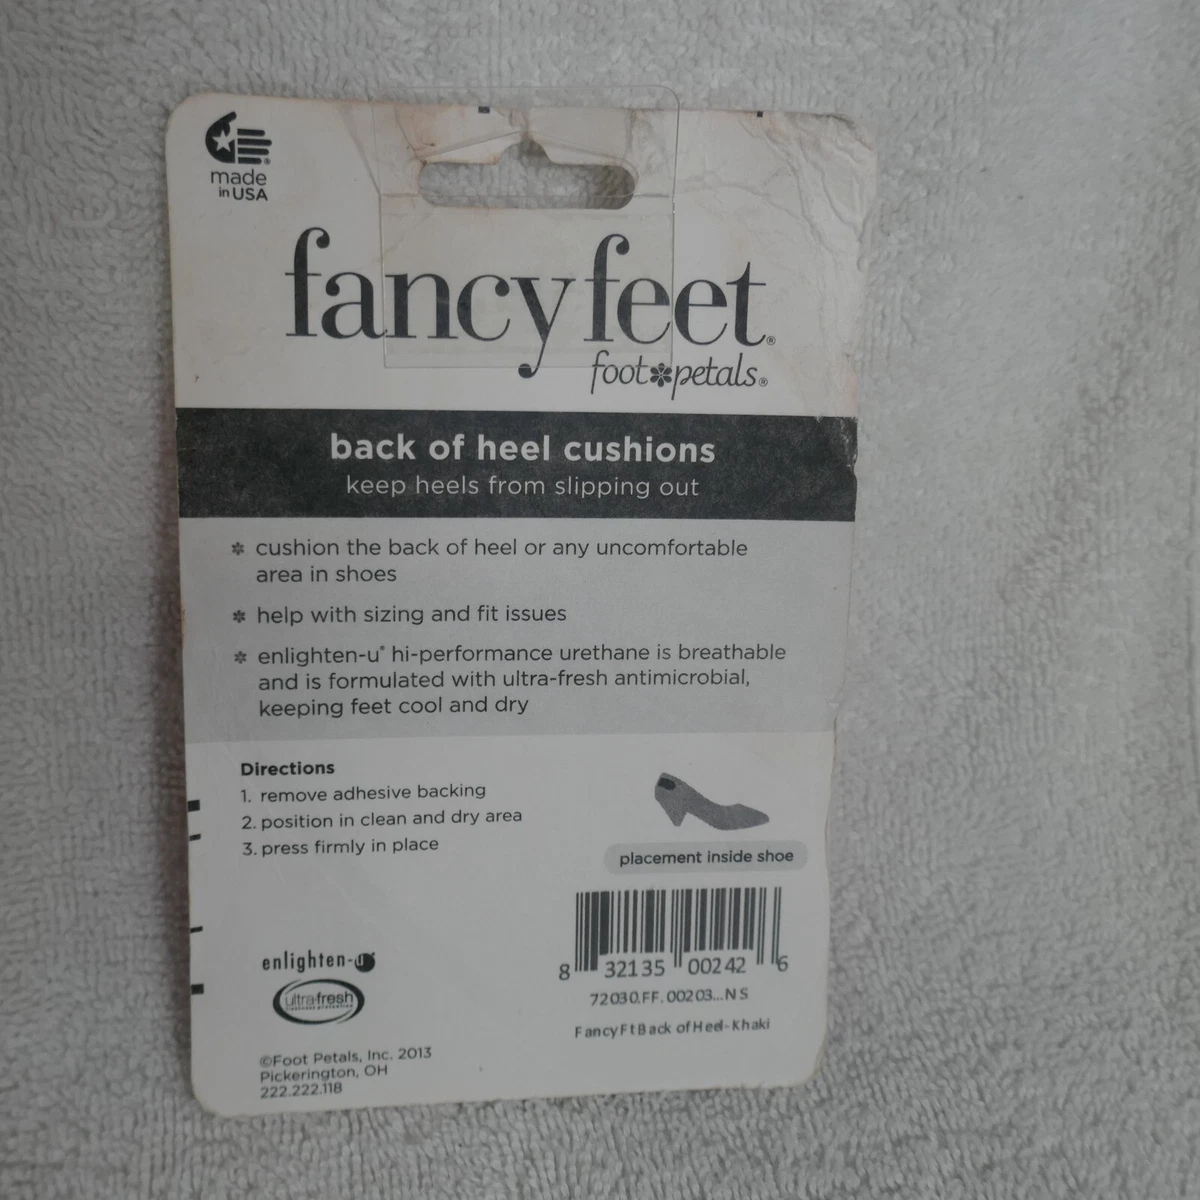 made
in USA
fancy feet®
foot petals®
back of heel cushions
keep heels from slipping out
cushion the back of heel or any uncomfortable
area in shoes
help with sizing and fit issues
enlighten-u® hi-performance urethane is breathable
and is formulated with ultra-fresh antimicrobial,
keeping feet cool and dry
Directions
1. remove adhesive backing
2. position in clean and dry area
3. press firmly in place
placement inside shoe
8 32135 00242 6
72030.FF.00203...NS
FancyFtBack of Heel-Khaki
enlighten-u
ultra-fresh
©Foot Petals, Inc. 2013
Pickerington, OH
222.222.118